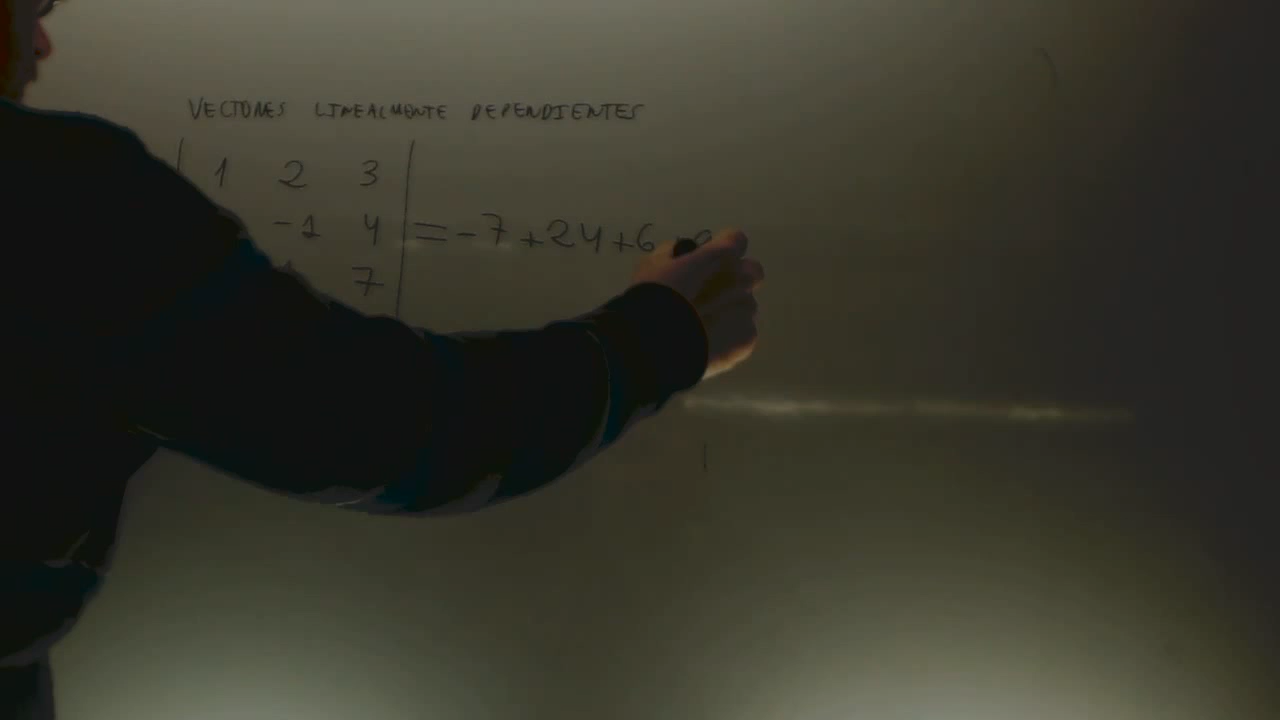 VECTORES LINEALMENTE DEPENDIENTES
1 2 3
-1 4 = -7 + 24 + 6
7